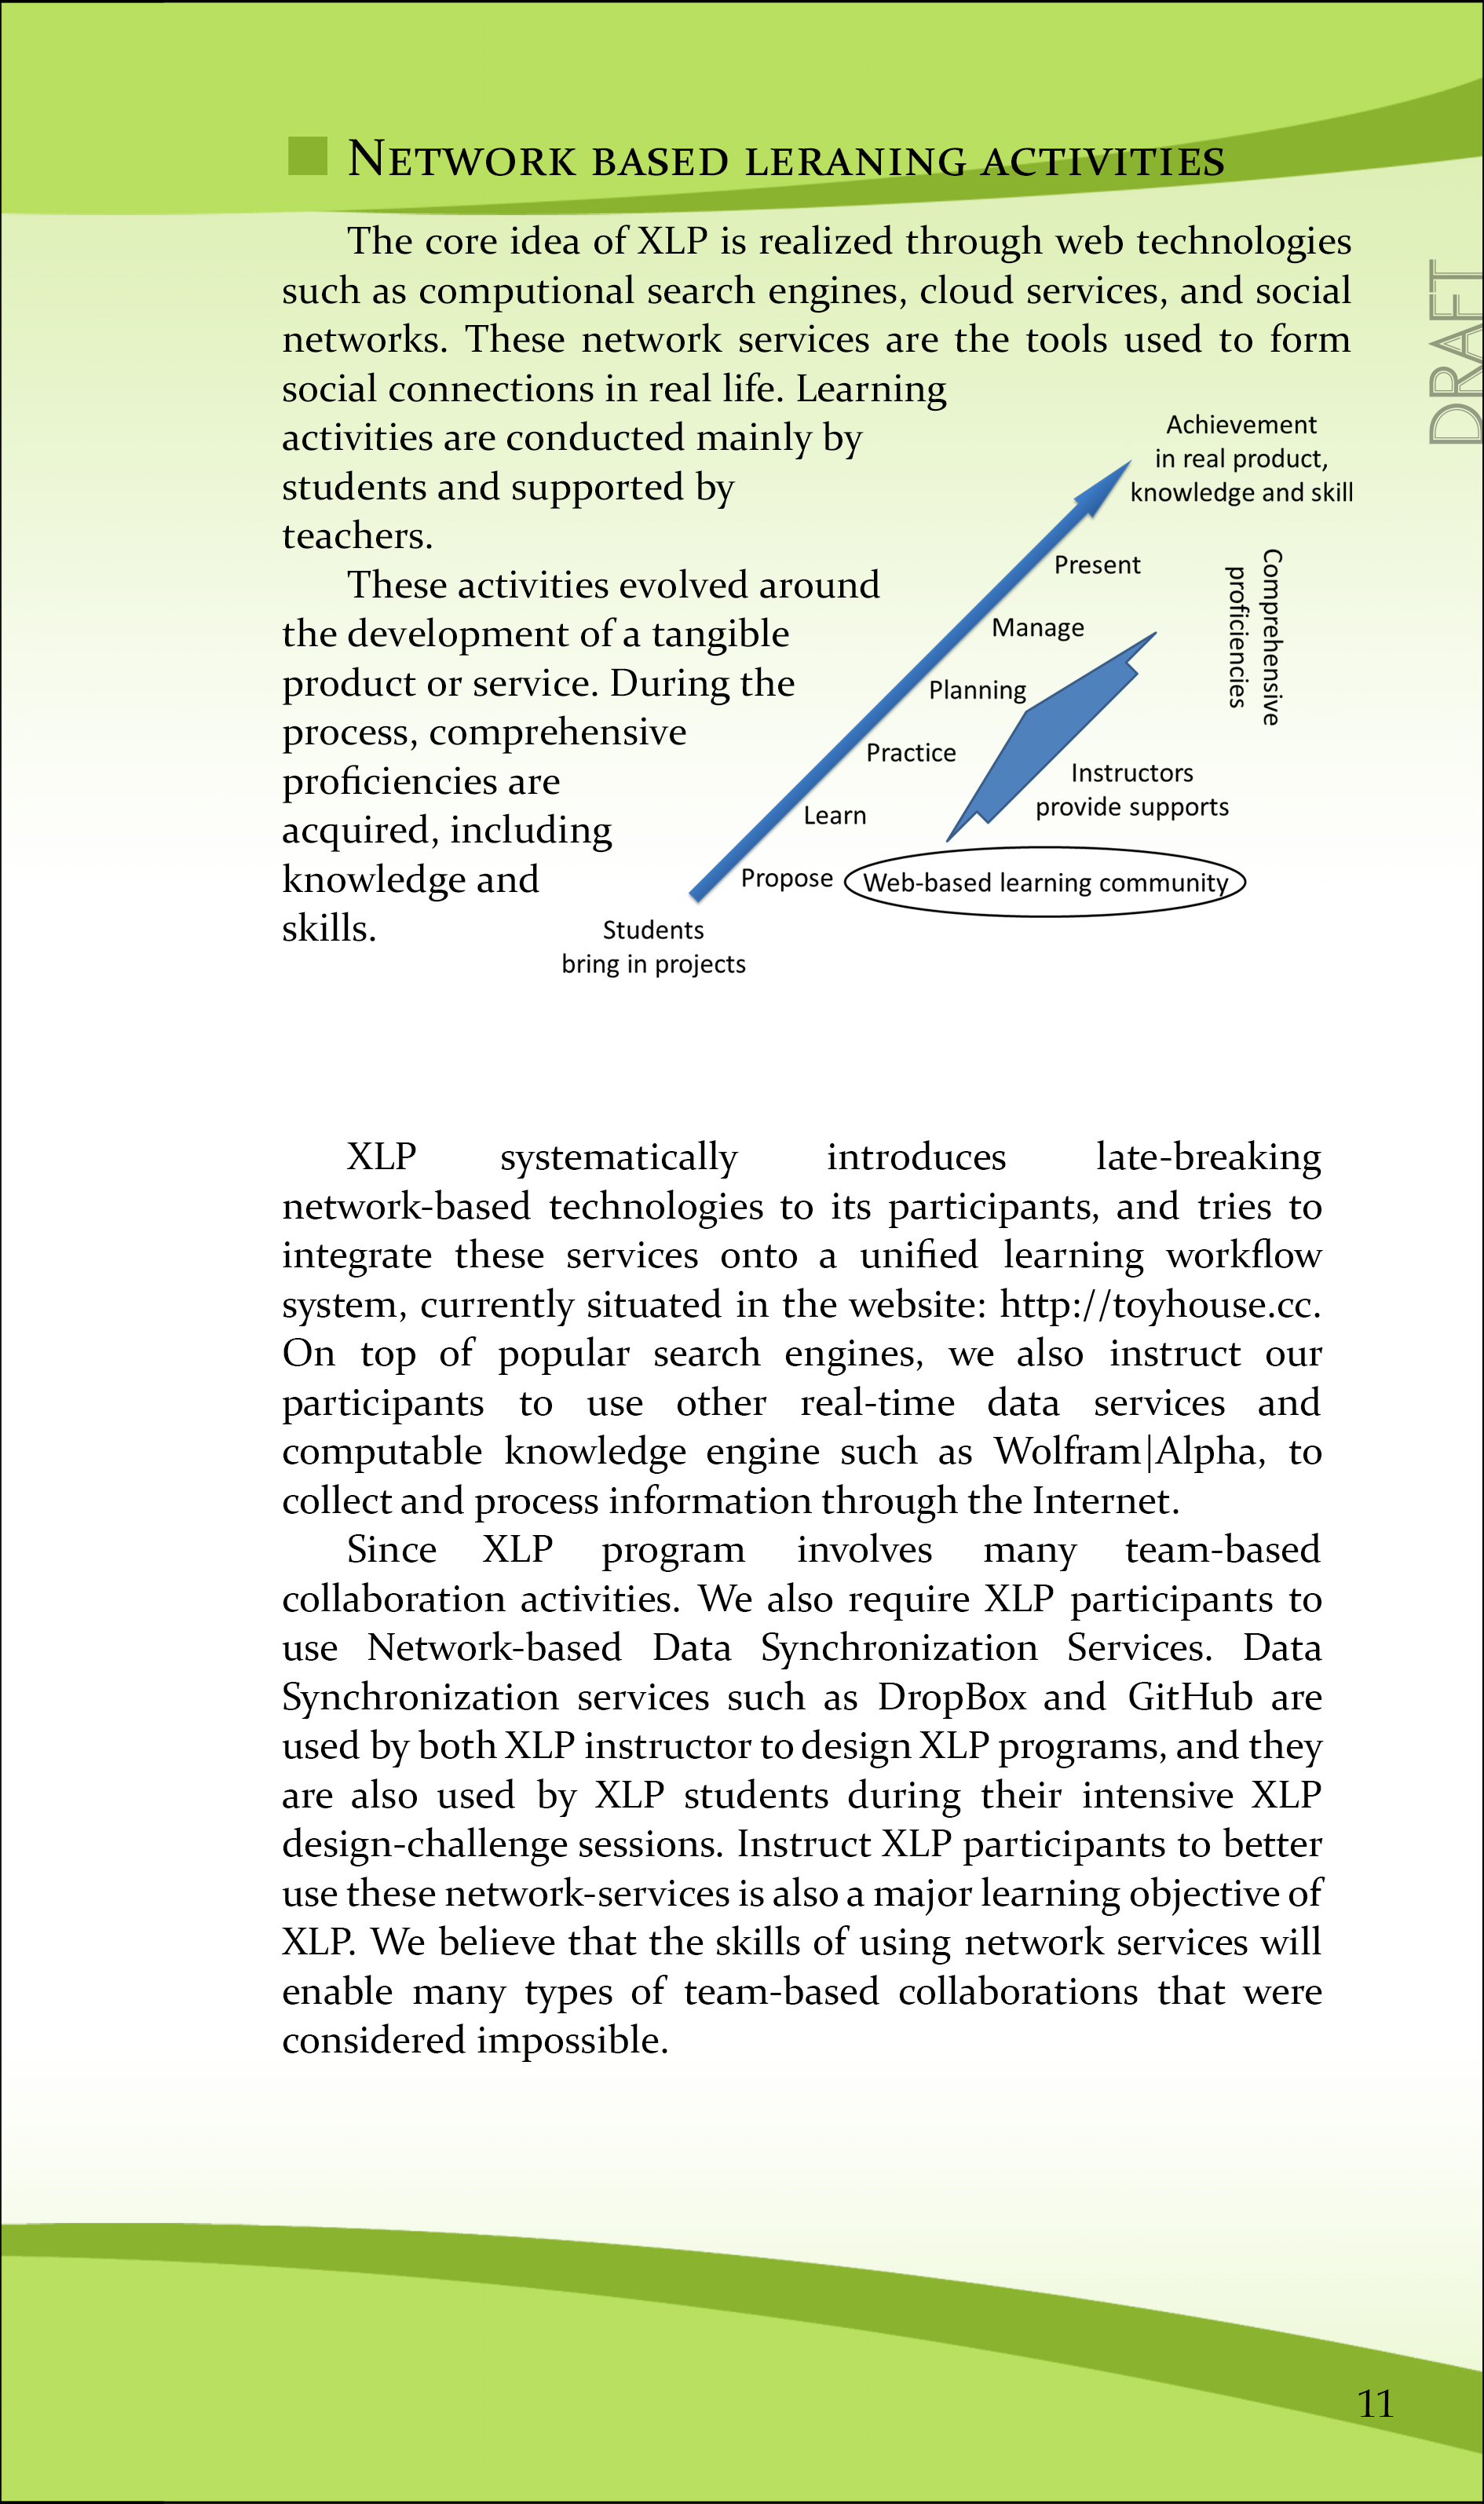 NETWORK BASED LERANING ACTIVITIES
The core idea of XLP is realized through web technologies
such as computional search engines, cloud services, and social
networks. These network services are the tools used to form
social connections in real life. Learning
activities are conducted mainly by
students and supported by
teachers.
These activities evolved around
the development of a tangible
product or service. During the
process, comprehensive
proficiencies are
acquired, including
knowledge and
skills.
Achievement
in real product,
knowledge and skill
Present
Manage
Planning
Practice
Learn
Propose
Students
bring in projects
Comprehensive
proficiencies
Instructors
provide supports
Web-based learning community
DRAFT
XLP systematically introduces late-breaking
network-based technologies to its participants, and tries to
integrate these services onto a unified learning workflow
system, currently situated in the website: http://toyhouse.cc.
On top of popular search engines, we also instruct our
participants to use other real-time data services and
computable knowledge engine such as Wolfram|Alpha, to
collect and process information through the Internet.
Since XLP program involves many team-based
collaboration activities. We also require XLP participants to
use Network-based Data Synchronization Services. Data
Synchronization services such as DropBox and GitHub are
used by both XLP instructor to design XLP programs, and they
are also used by XLP students during their intensive XLP
design-challenge sessions. Instruct XLP participants to better
use these network-services is also a major learning objective of
XLP. We believe that the skills of using network services will
enable many types of team-based collaborations that were
considered impossible.
11